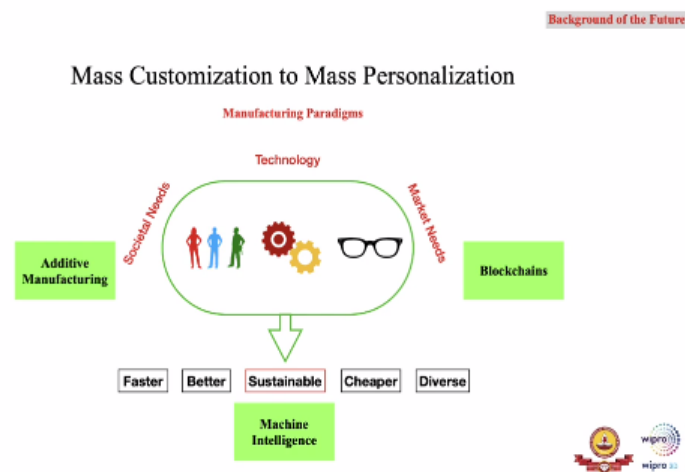 Background of the Future
Mass Customization to Mass Personalization
Manufacturing Paradigms
Technology
Societal Needs
Market Needs
Additive
Manufacturing
Blockchains
Faster
Better
Sustainable
Cheaper
Diverse
Machine
Intelligence
wipro
wipro